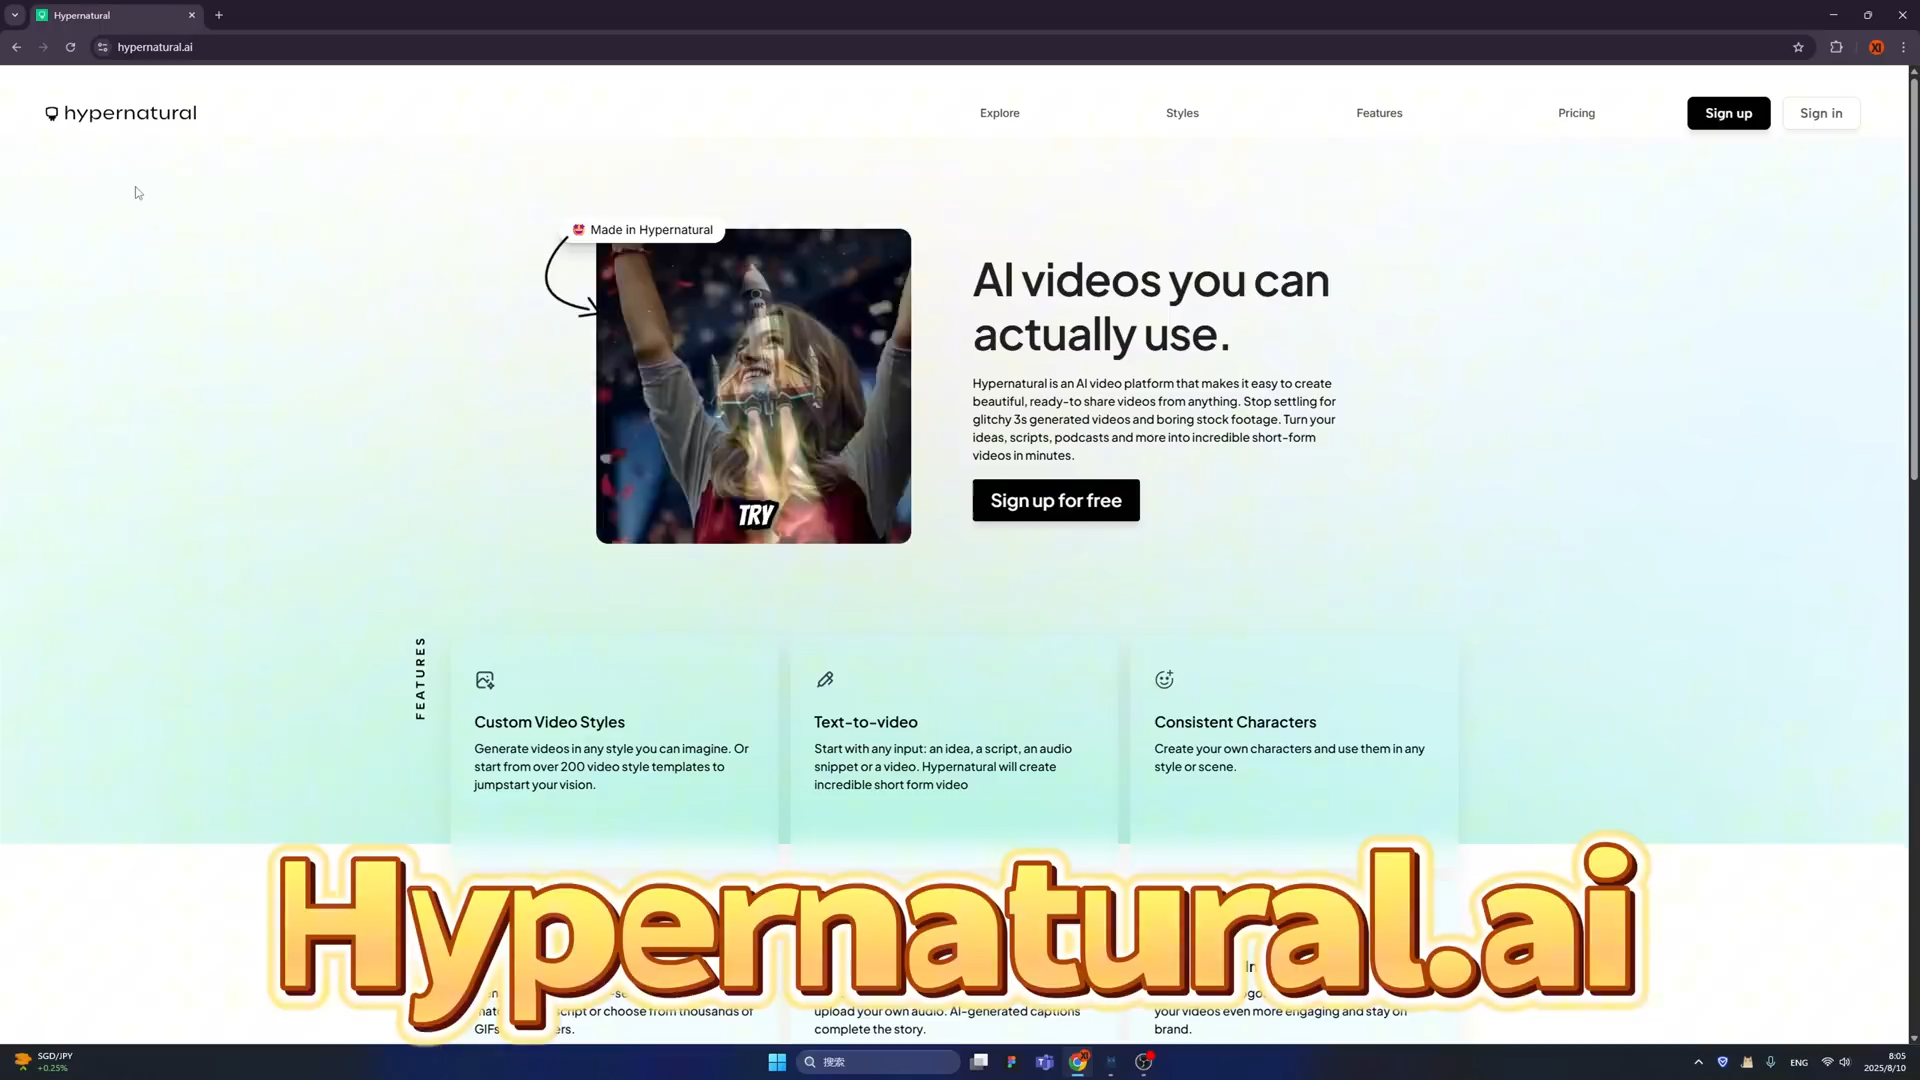 Hypernatural
hypernatural.ai
hypernatural
Explore
Styles
Features
Pricing
Sign up
Sign in
Made in Hypernatural
TRY
AI videos you can
actually use.
Hypernatural is an AI video platform that makes it easy to create
beautiful, ready-to share videos from anything. Stop settling for
glitchy 3s generated videos and boring stock footage. Turn your
ideas, scripts, podcasts and more into incredible short-form
videos in minutes.
Sign up for free
FEATURES
Custom Video Styles
Generate videos in any style you can imagine. Or
start from over 200 video style templates to
jumpstart your vision.
Text-to-video
Start with any input: an idea, a script, an audio
snippet or a video. Hypernatural will create
incredible short form video
Consistent Characters
Create your own characters and use them in any
style or scene.
Hypernatural.ai
or choose from thousands of
GIFs
upload your own audio. AI-generated captions
complete the story.
your videos even more engaging and stay on
brand.
SGD/JPY
+0.25%
搜索
ENG
8:05
2025/8/10